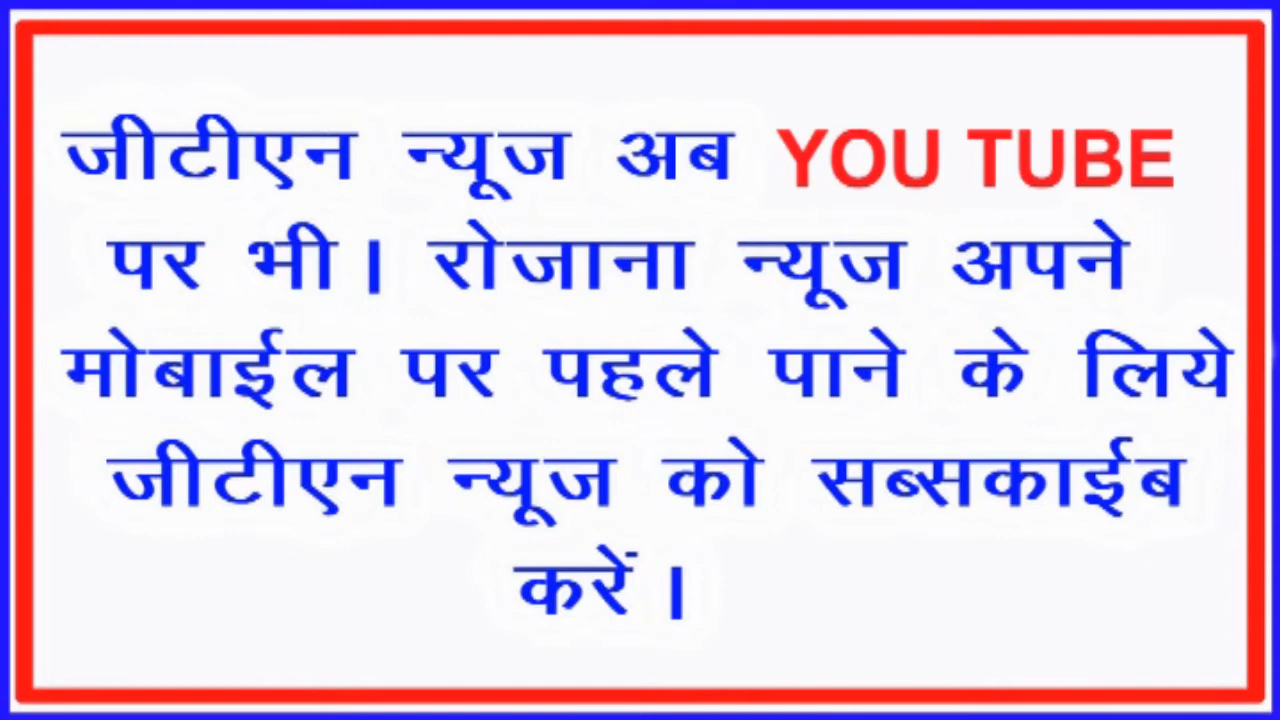 जीटीएन न्यूज अब YOU TUBE
पर भी। रोजाना न्यूज अपने
मोबाईल पर पहले पाने के लिये
जीटीएन न्यूज को सब्सकाईब
करें ।